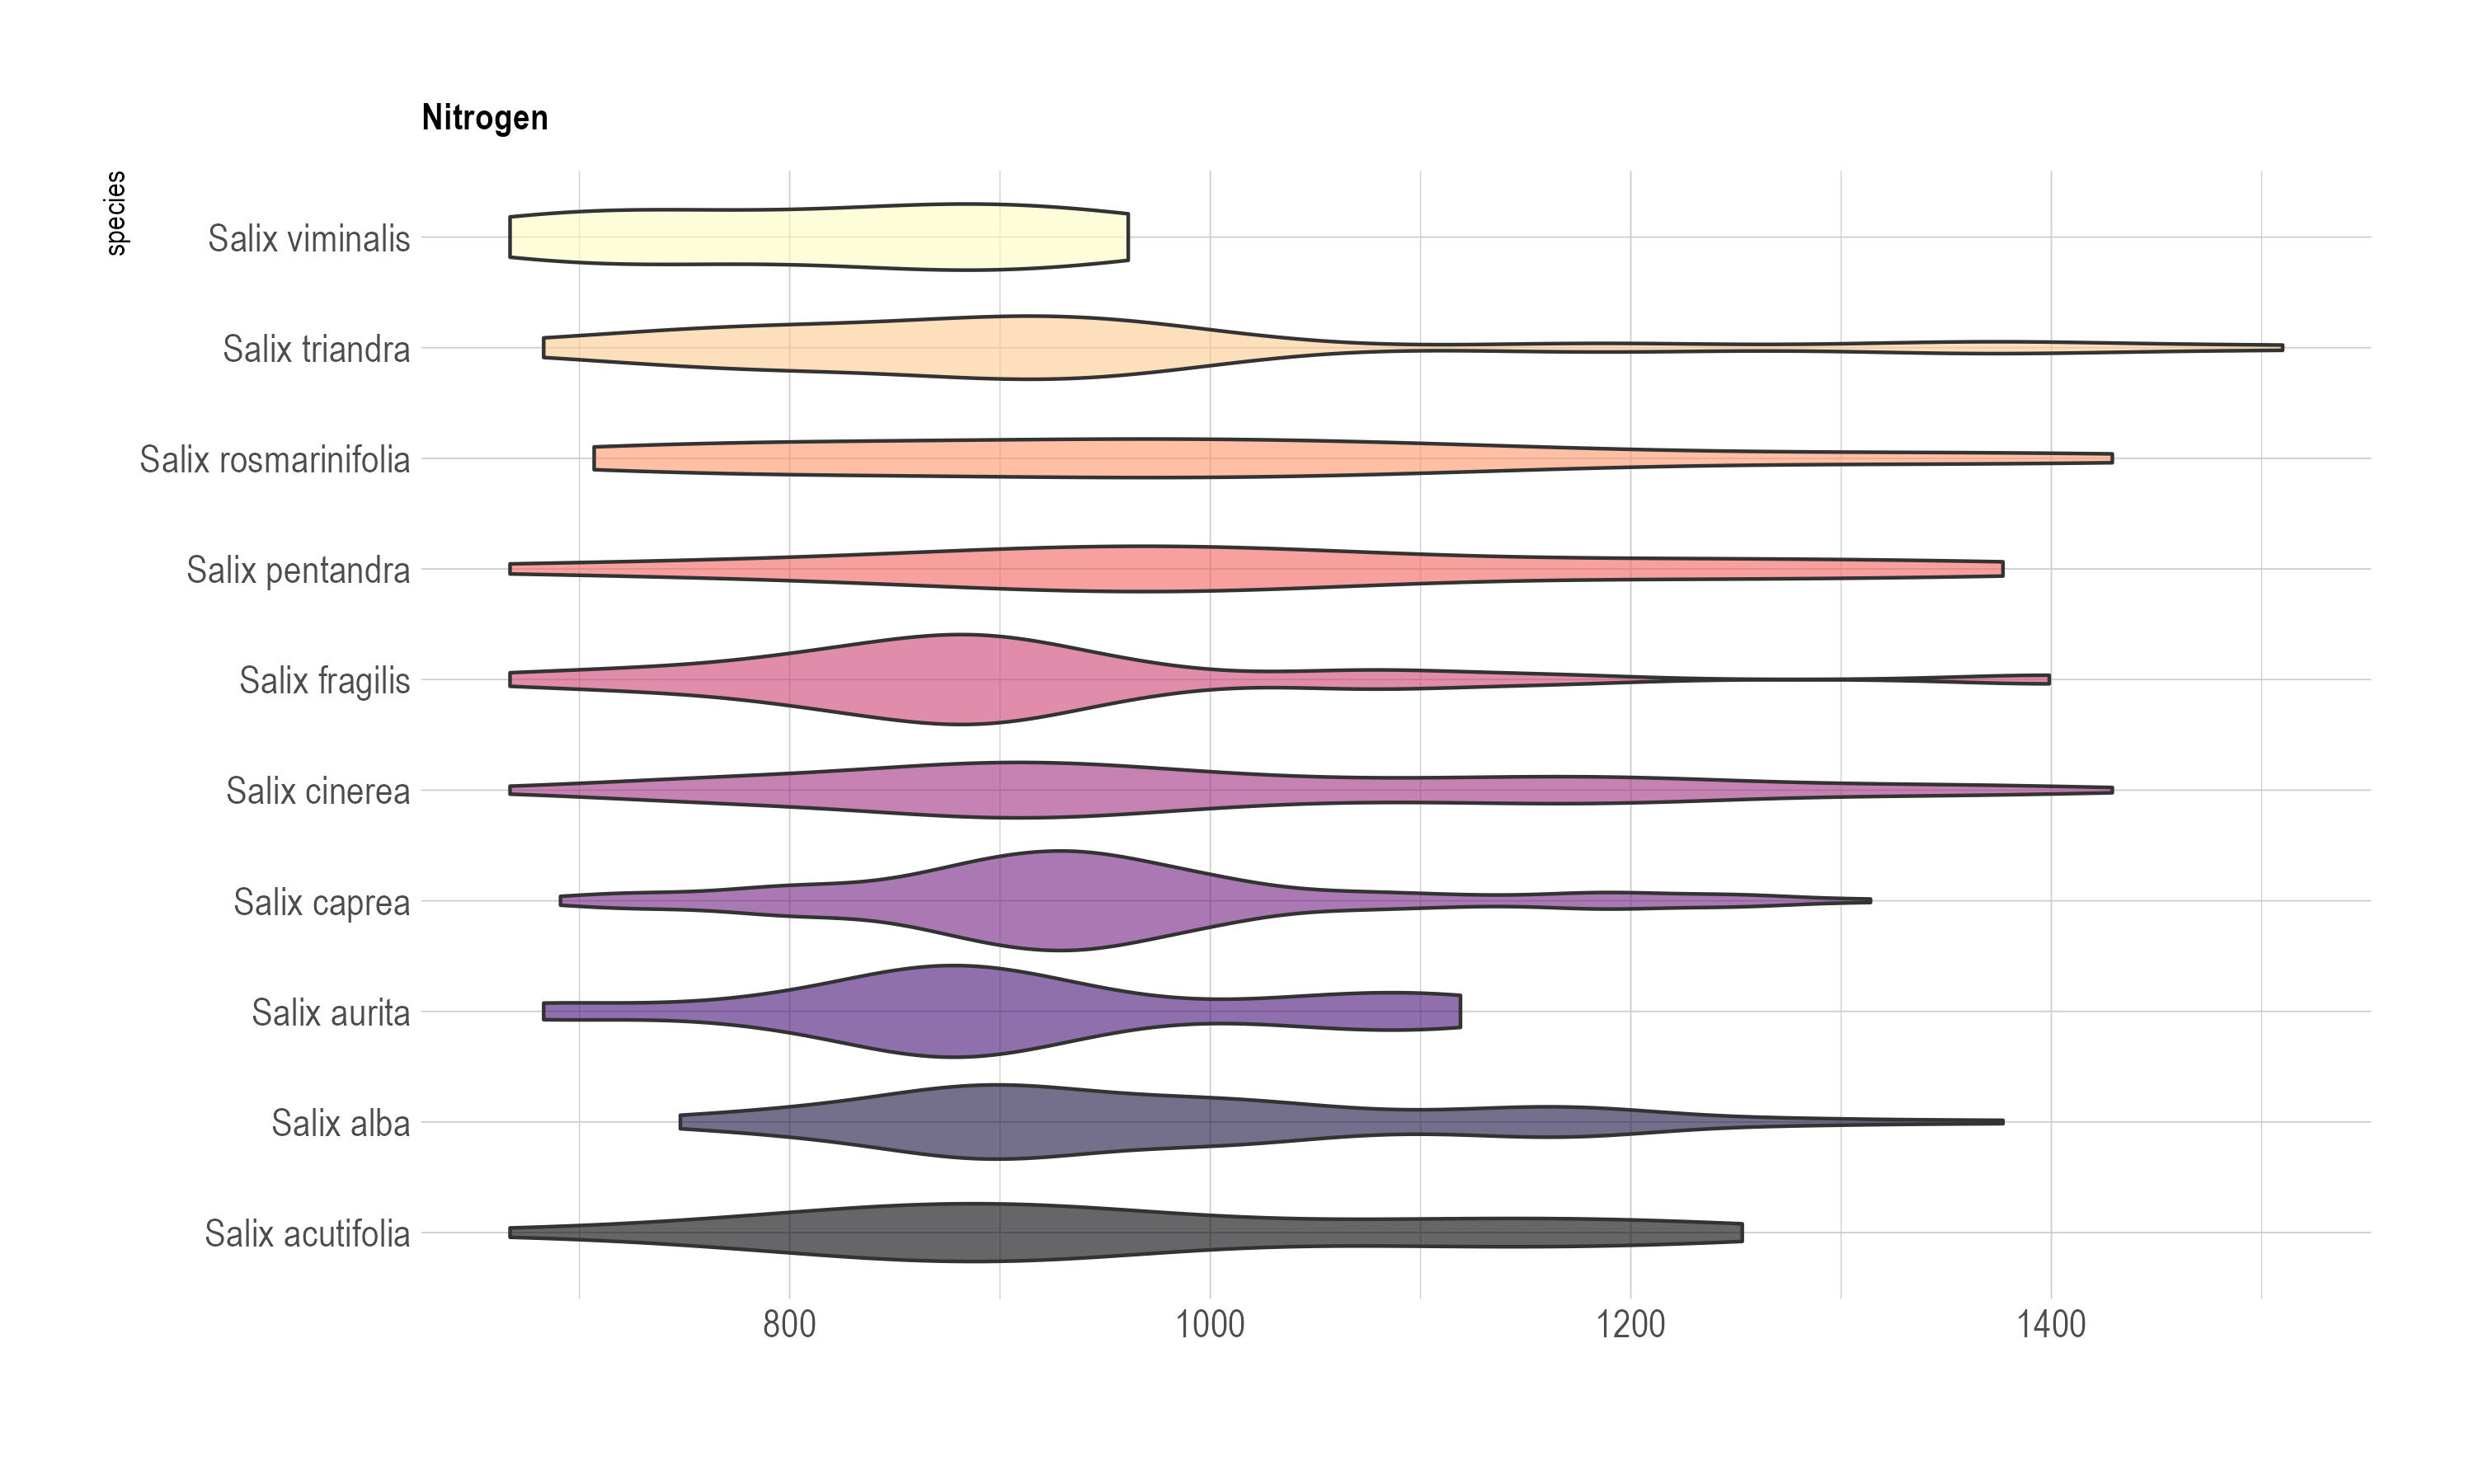 Nitrogen
species
Salix viminalis
Salix triandra
Salix rosmarinifolia
Salix pentandra
Salix fragilis
Salix cinerea
Salix caprea
Salix aurita
Salix alba
Salix acutifolia
800 1000 1200 1400